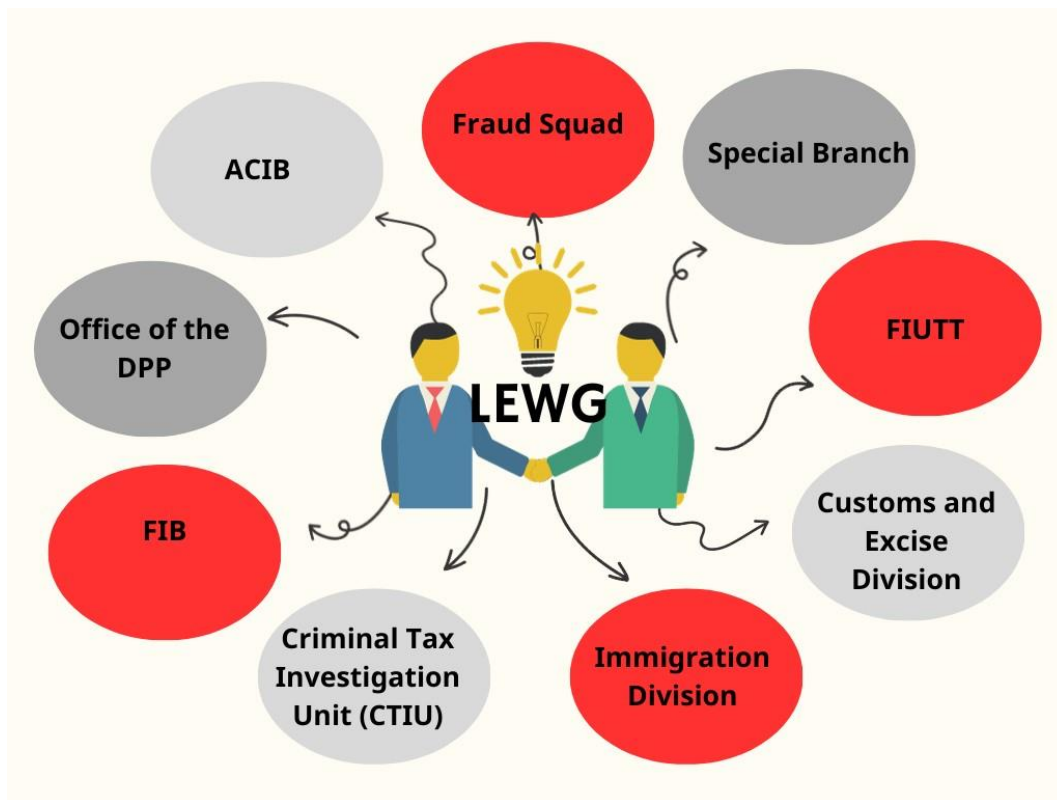 Fraud Squad
Special Branch
ACIB
FIUTT
Office of the
DPP
LEWG
Customs and
Excise
Division
FIB
Criminal Tax
Investigation
Unit (CTIU)
Immigration
Division